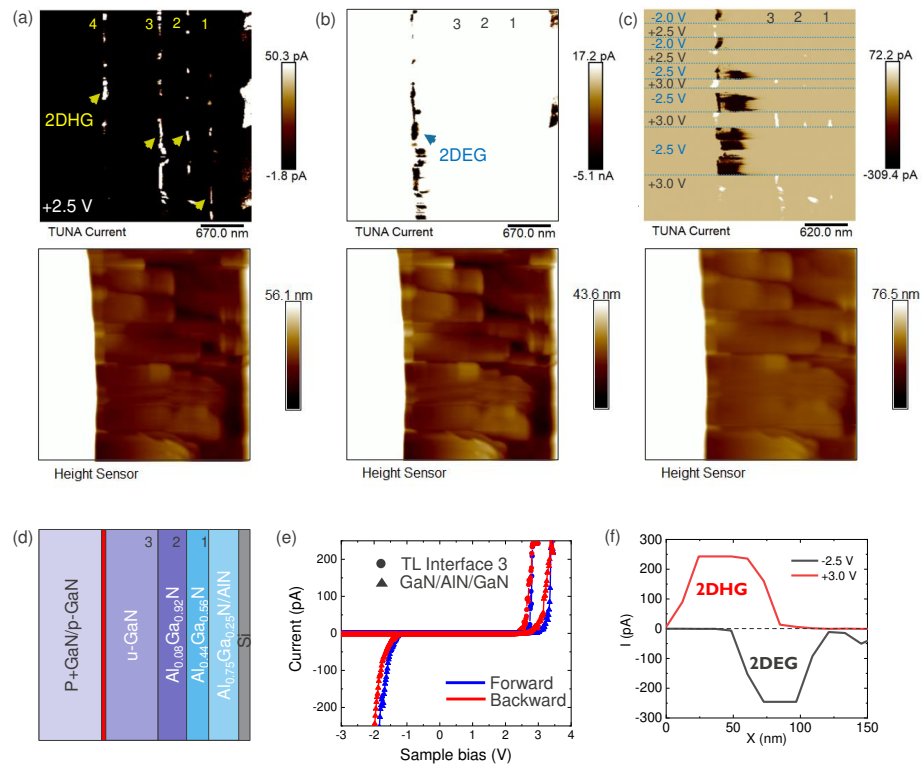 (a)
4 3 2 1
2DHG
+2.5 V
50.3 pA
-1.8 pA
TUNA Current
670.0 nm
56.1 nm
Height Sensor
(b)
3 2 1
2DEG
17.2 pA
-5.1 nA
TUNA Current
670.0 nm
43.6 nm
Height Sensor
(c)
3 2 1
-2.0 V
+2.5 V
-2.0 V
+2.5 V
-2.5 V
+3.0 V
-2.5 V
+3.0 V
-2.5 V
+3.0 V
72.2 pA
-309.4 pA
TUNA Current
620.0 nm
76.5 nm
Height Sensor
(d)
3 2 1
P+GaN/p-GaN
u-GaN
Al0.08Ga0.92N
Al0.44Ga0.56N
Al0.75Ga0.25N/AlN
Si
(e)
Current (pA)
200
100
0
-100
-200
TL Interface 3
GaN/AlN/GaN
Forward
Backward
-3 -2 -1 0 1 2 3 4
Sample bias (V)
(f)
I (pA)
300
250
200
150
100
50
0
50
100
150
200
250
300
-2.5 V
+3.0 V
2DHG
2DEG
0 50 100 150
X (nm)